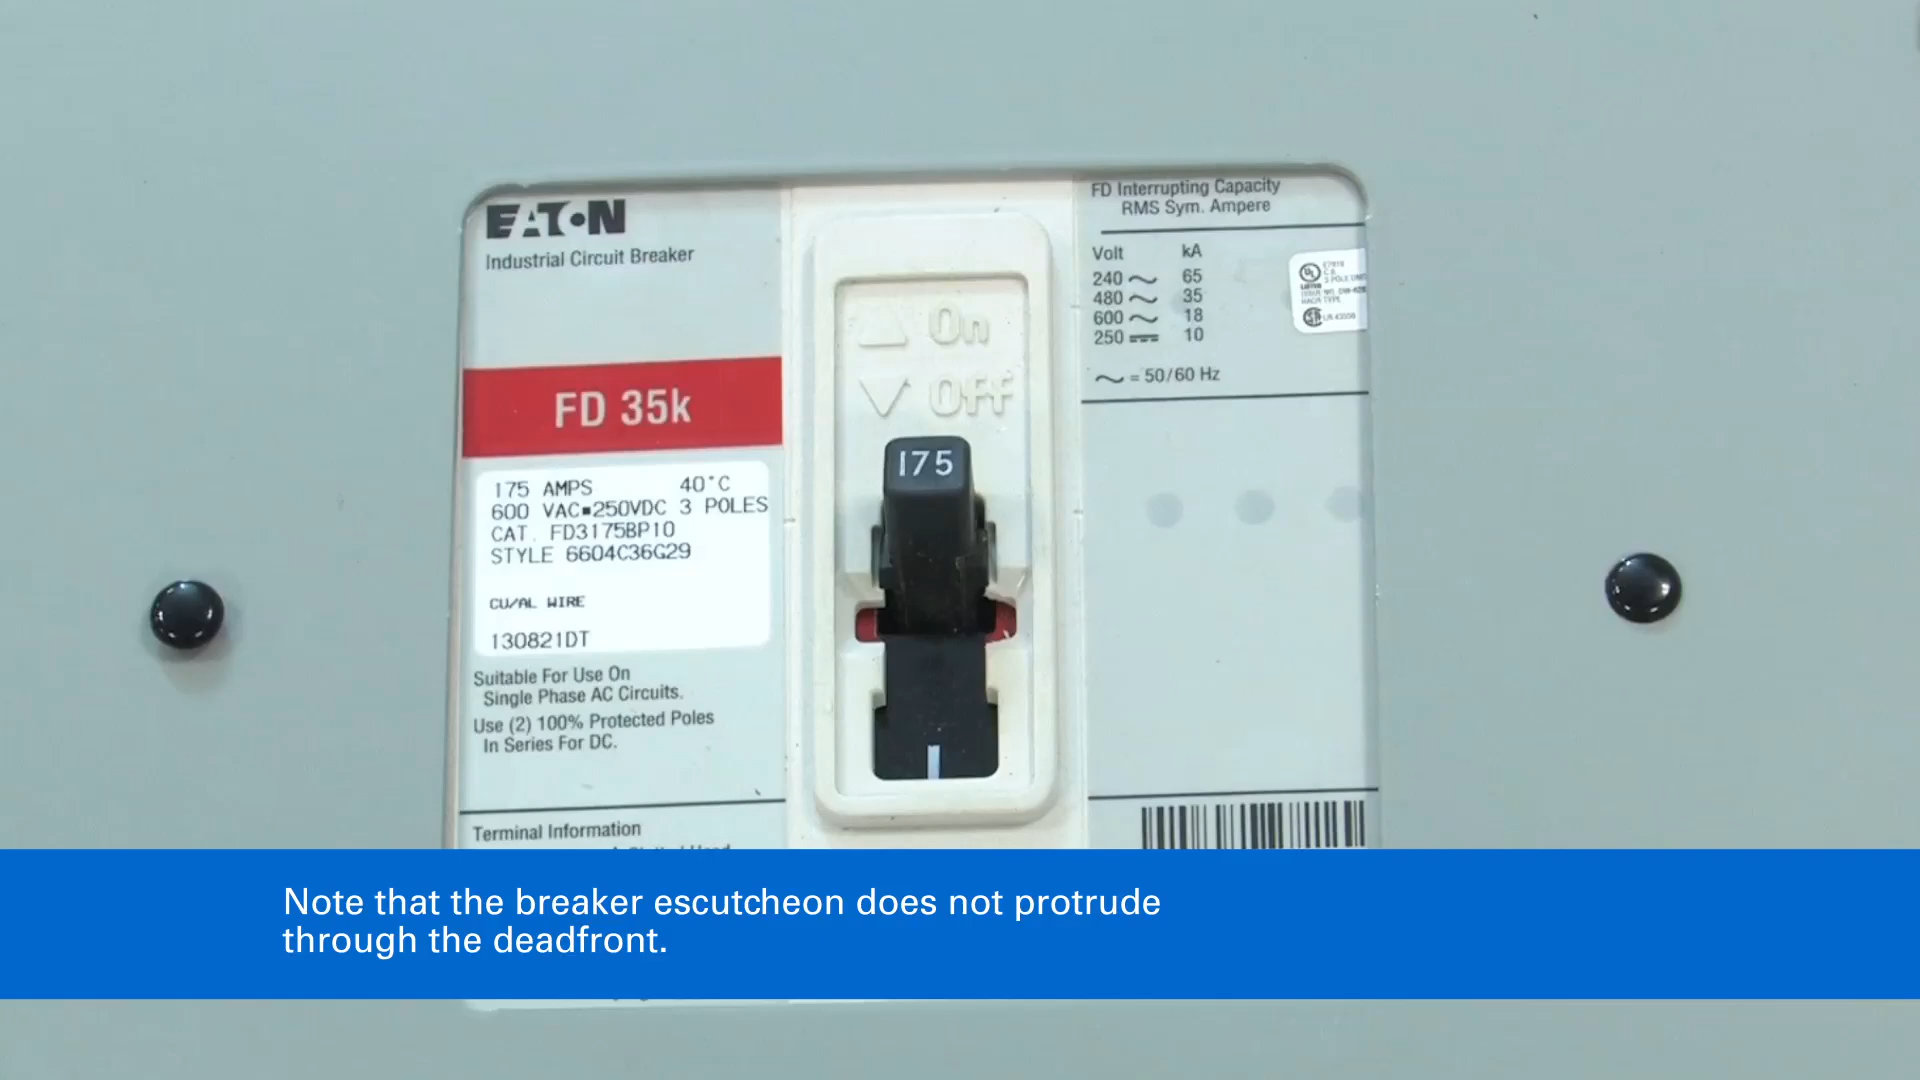 EATON
Industrial Circuit Breaker
FD 35k
175 AMPS 40°C
600 VAC▪250VDC 3 POLES
CAT. FD3175BP10
STYLE 6604C36G29
CU/AL WIRE
130821DT
Suitable For Use On
Single Phase AC Circuits.
Use (2) 100% Protected Poles
In Series For DC.
Terminal Information
On
Off
175
FD Interrupting Capacity
RMS Sym. Ampere
Volt kA
240 ~ 65
480 ~ 35
600 ~ 18
250 ⎓ 10
~ = 50/60 Hz
UL
Note that the breaker escutcheon does not protrude
through the deadfront.